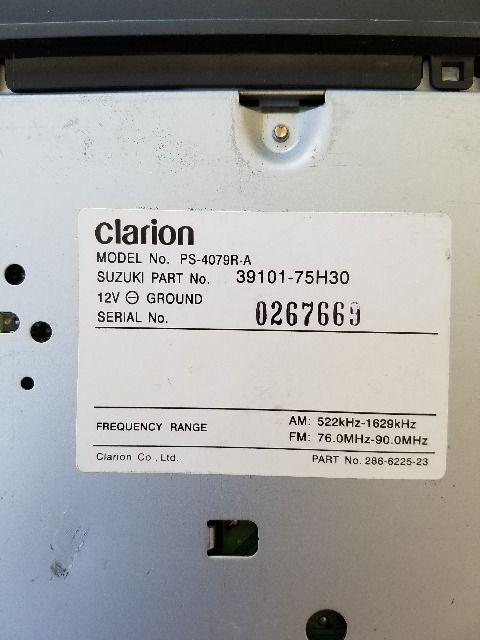 clarion
MODEL No. PS-4079R-A
SUZUKI PART No. 39101-75H30
12V ⊖ GROUND
SERIAL No. 0267669
FREQUENCY RANGE
AM: 522kHz-1629kHz
FM: 76.0MHz-90.0MHz
Clarion Co., Ltd.
PART No. 286-6225-23